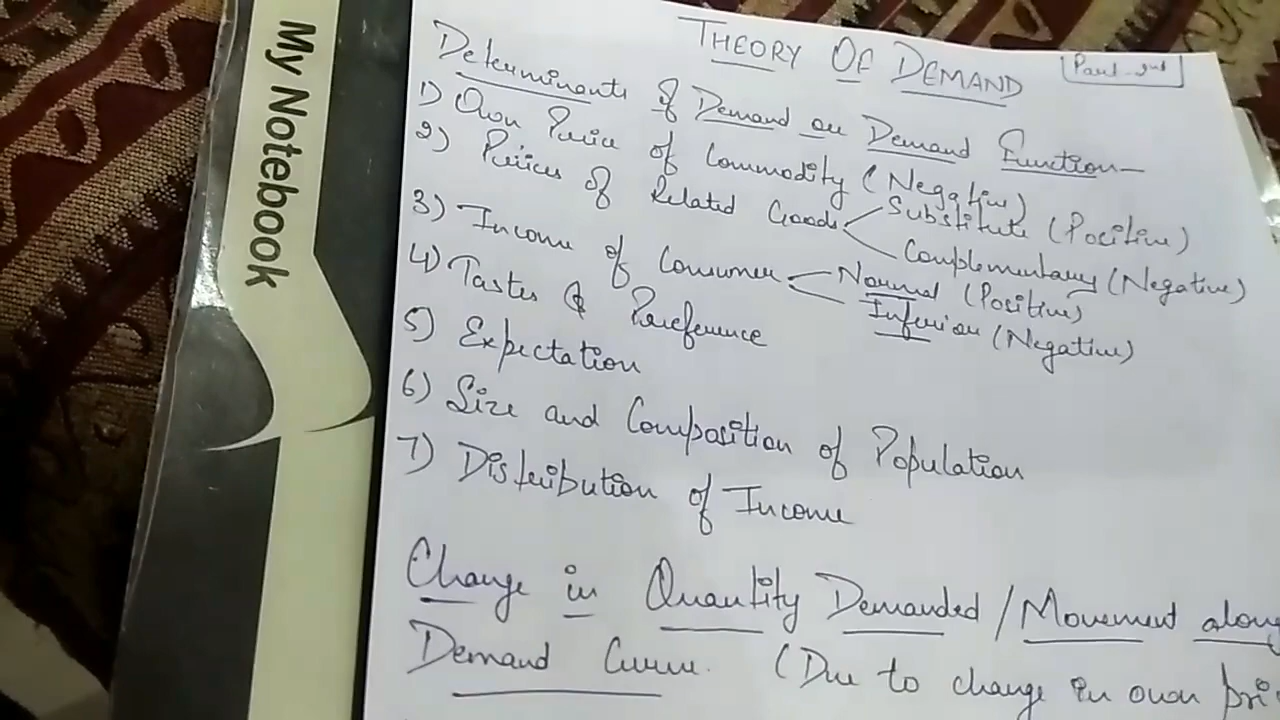 My Notebook
THEORY OF DEMAND
Part-2nd
Determinants of Demand or Demand Function-
1) Own Price of Commodity (Negative)
2) Prices of Related Goods
Substitute (Positive)
Complementary (Negative)
3) Income of Consumer
Normal (Positive)
Inferior (Negative)
4) Tastes & Preference
5) Expectation
6) Size and Composition of Population
7) Distribution of Income
Change in Quantity Demanded / Movement along
Demand Curve. (Due to change in own pri